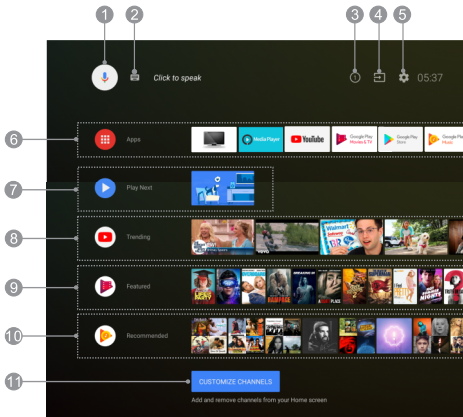 1 2 3 4 5
Click to speak 05:37
6 Apps Media Player YouTube Google Play Movies & TV Google Play Store Google Play Music
7 Play Next
8 Trending Walmart
9 Featured RAMPAGE
10 Recommended
11 CUSTOMIZE CHANNELS
Add and remove channels from your Home screen